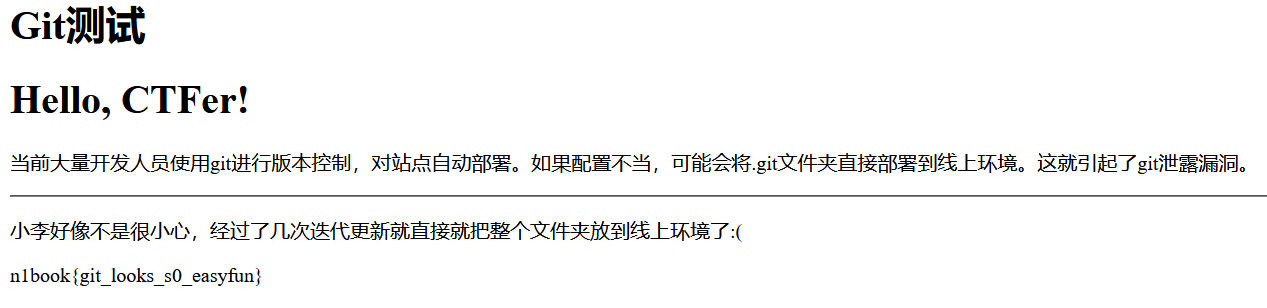 Git测试
Hello, CTFer!
当前大量开发人员使用git进行版本控制，对站点自动部署。如果配置不当，可能会将.git文件夹直接部署到线上环境。这就引起了git泄露漏洞。
小李好像不是很小心，经过了几次迭代更新就直接就把整个文件夹放到线上环境了:(
n1book{git_looks_s0_easyfun}